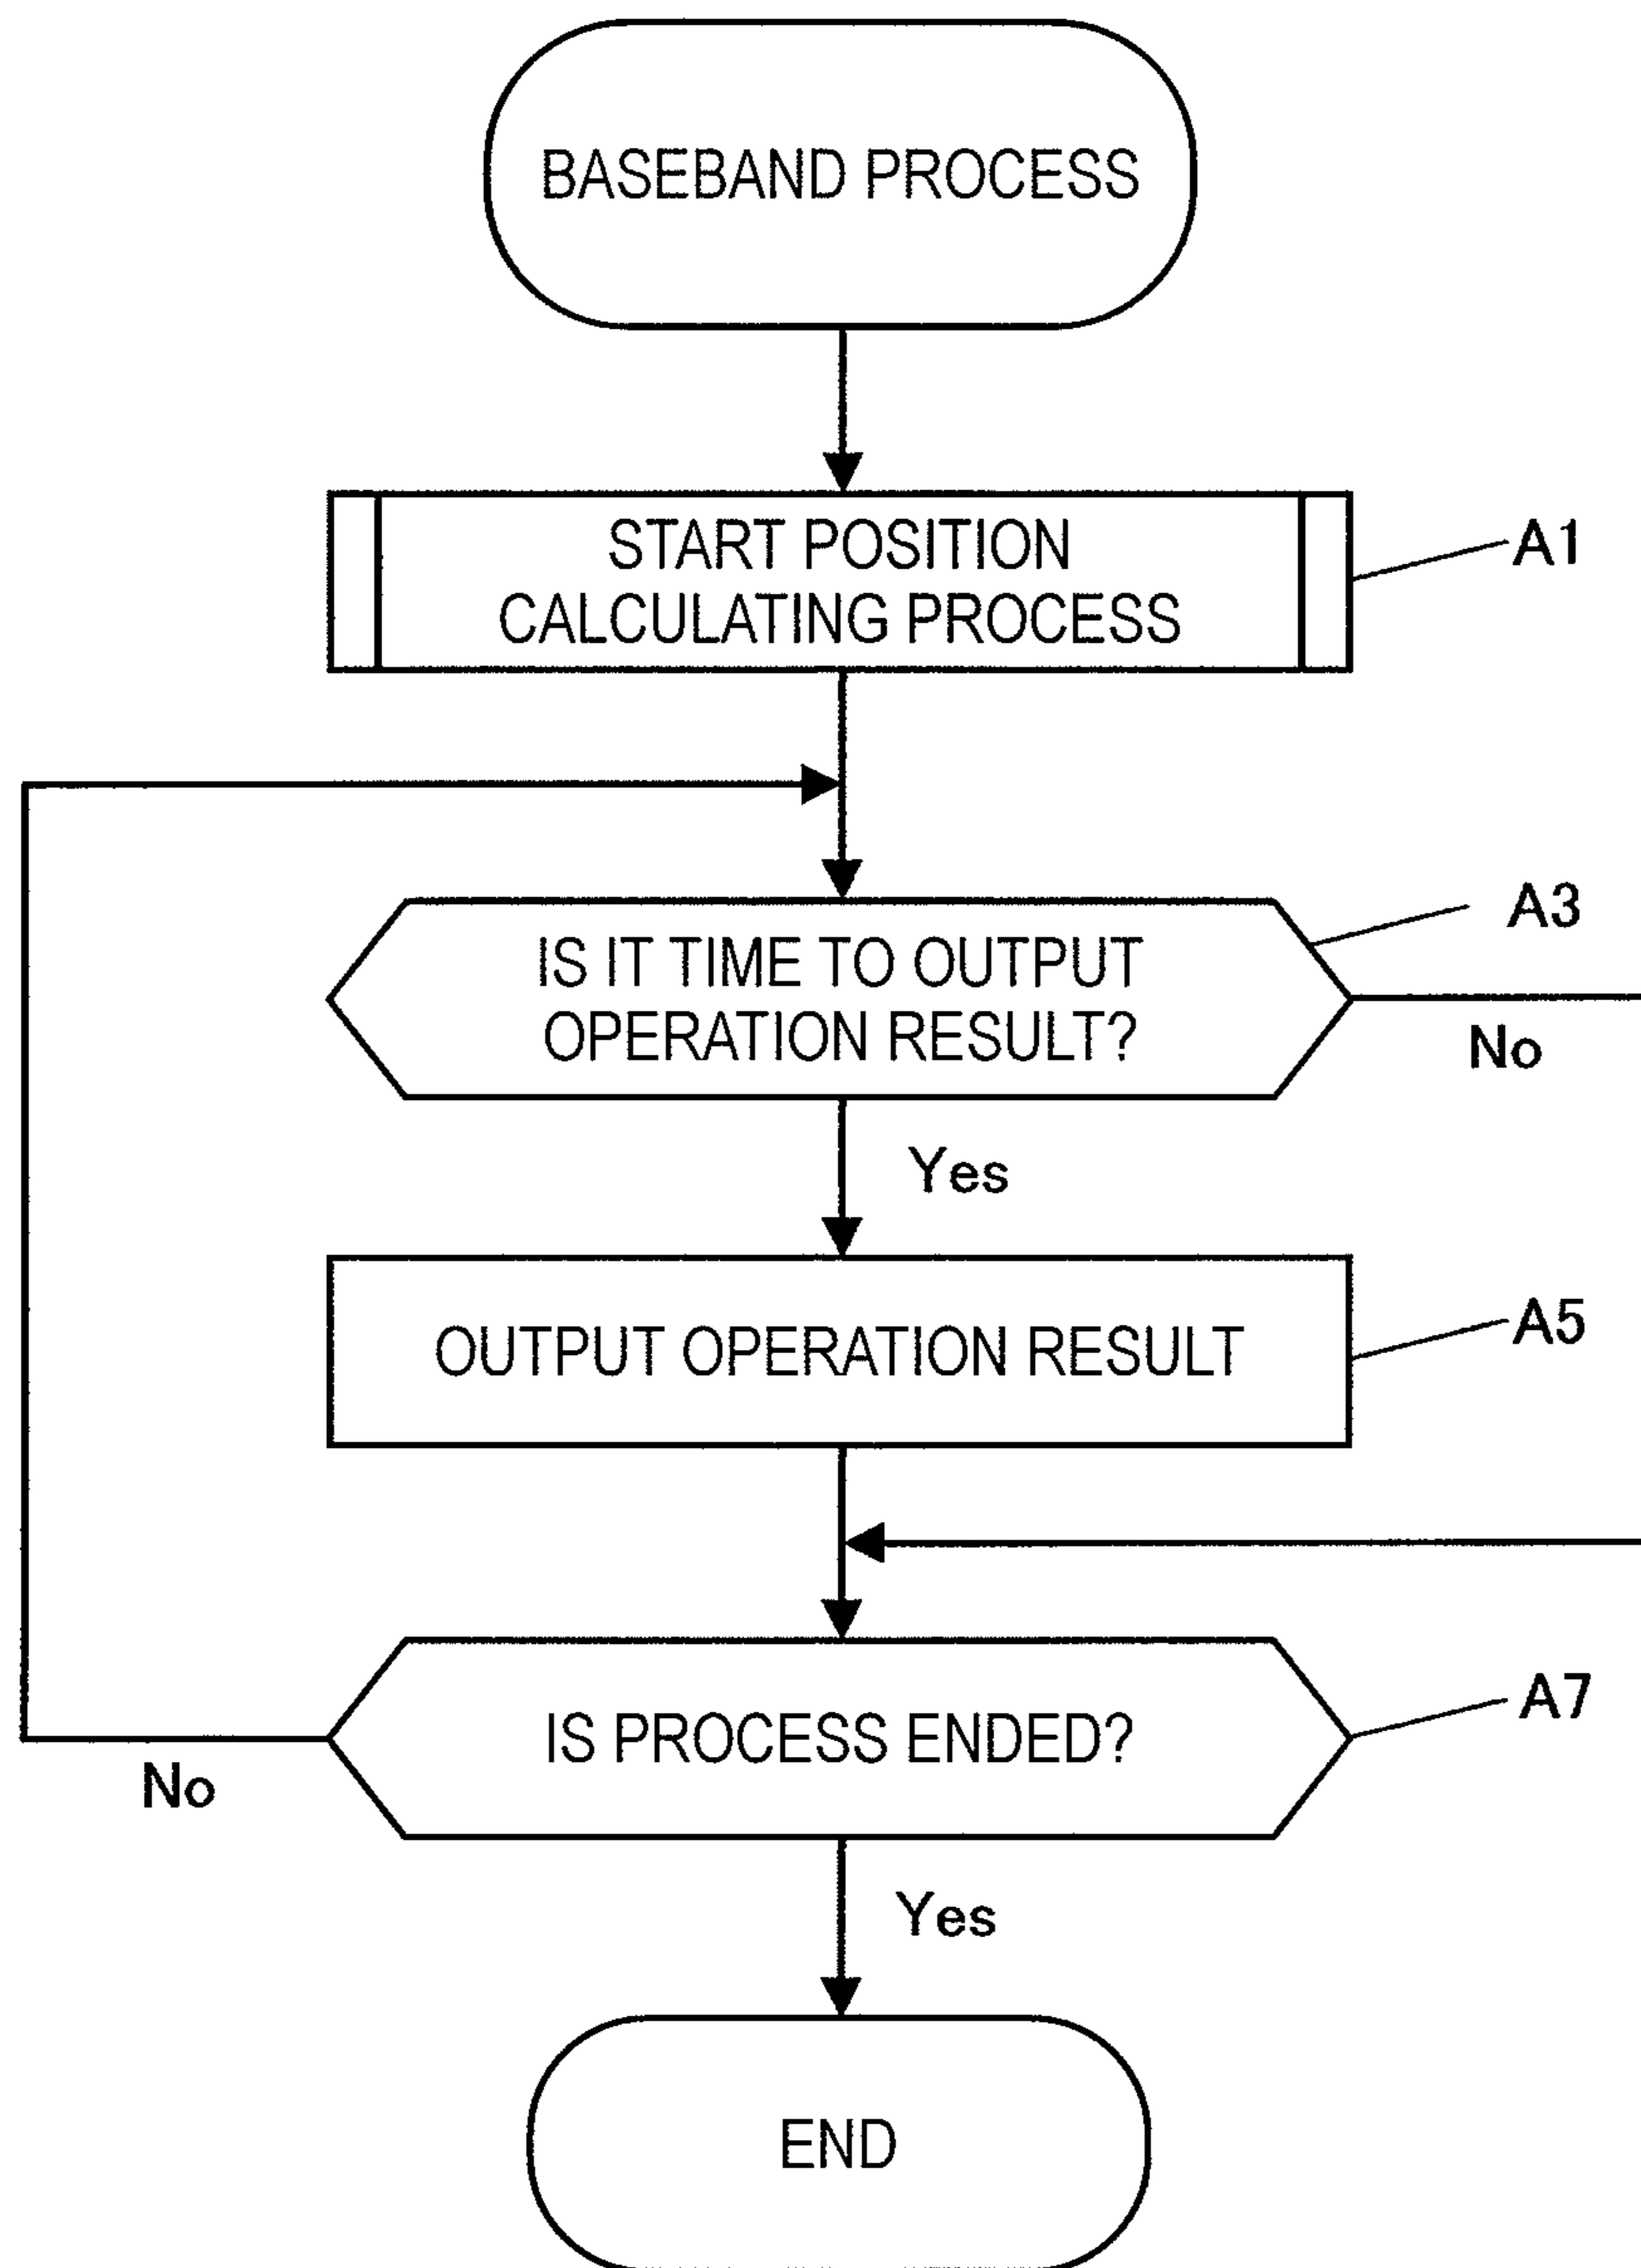 BASEBAND PROCESS
START POSITION
CALCULATING PROCESS
A1
IS IT TIME TO OUTPUT
OPERATION RESULT?
A3
No
Yes
OUTPUT OPERATION RESULT
A5
IS PROCESS ENDED?
A7
No
Yes
END